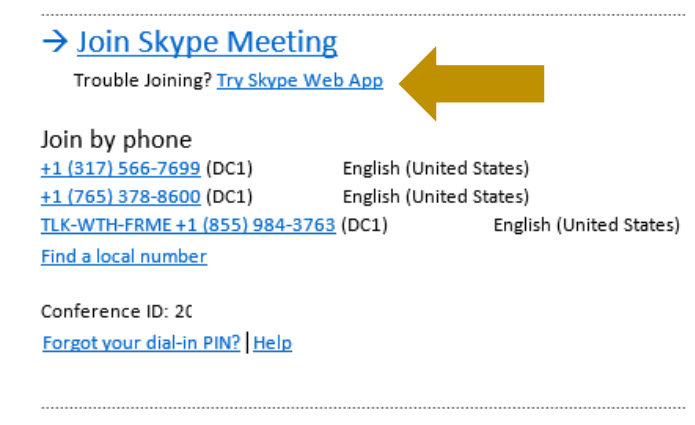 → Join Skype Meeting
Trouble Joining? Try Skype Web App
Join by phone
+1 (317) 566-7699 (DC1) English (United States)
+1 (765) 378-8600 (DC1) English (United States)
TLK-WTH-FRME +1 (855) 984-3763 (DC1) English (United States)
Find a local number
Conference ID: 20
Forgot your dial-in PIN? | Help